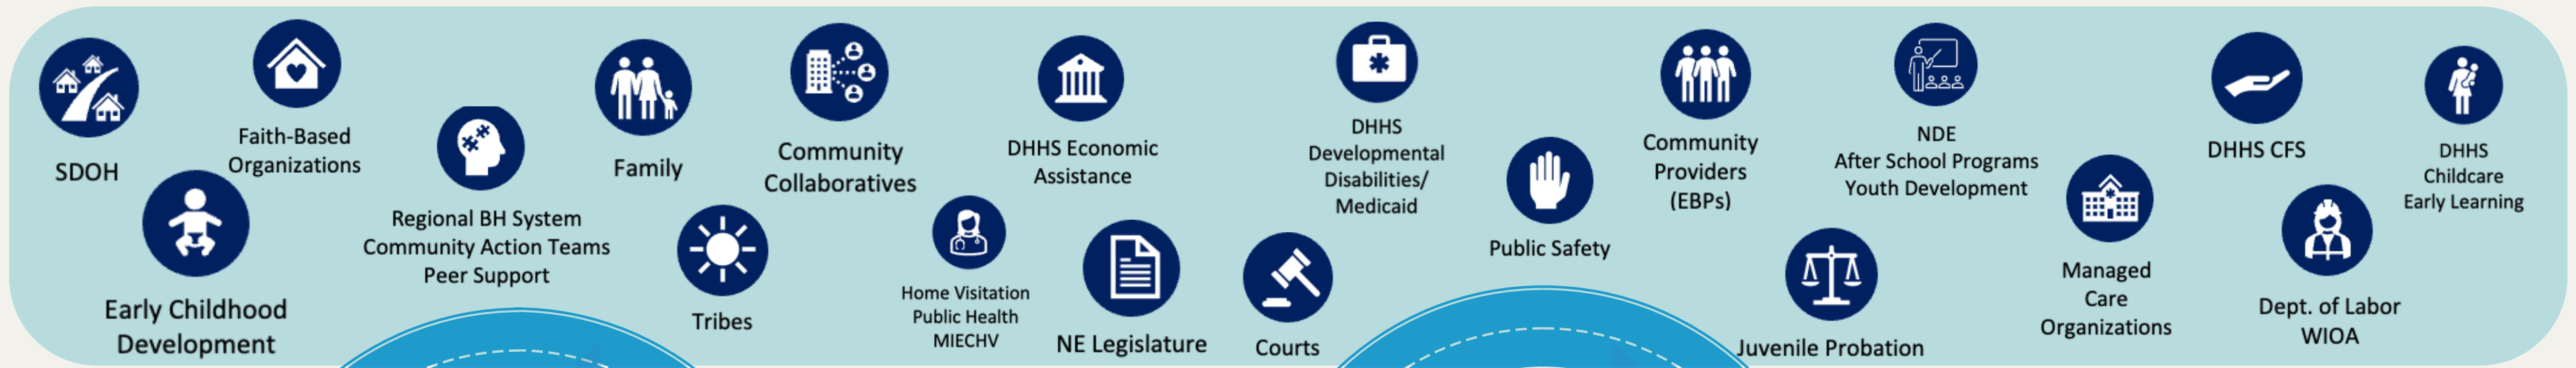 SDOH
Early Childhood
Development
Faith-Based
Organizations
Regional BH System
Community Action Teams
Peer Support
Family
Tribes
Community
Collaboratives
Home Visitation
Public Health
MIECHV
DHHS Economic
Assistance
NE Legislature
Courts
DHHS
Developmental
Disabilities/
Medicaid
Public Safety
Community
Providers
(EBPs)
NDE
After School Programs
Youth Development
Juvenile Probation
Managed
Care
Organizations
DHHS CFS
Dept. of Labor
WIOA
DHHS
Childcare
Early Learning